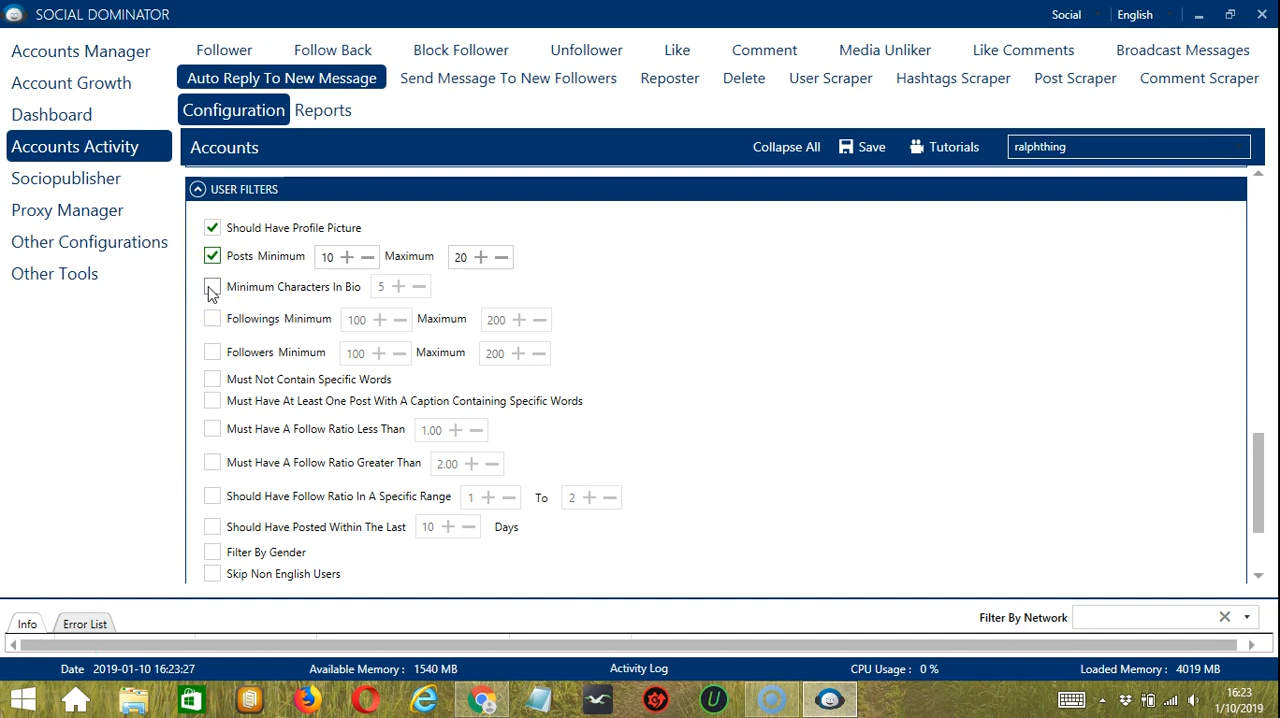 SOCIAL DOMINATOR Social English
Accounts Manager
Account Growth
Dashboard
Accounts Activity
Sociopublisher
Proxy Manager
Other Configurations
Other Tools
Follower Follow Back Block Follower Unfollower Like Comment Media Unliker Like Comments Broadcast Messages
Auto Reply To New Message Send Message To New Followers Reposter Delete User Scraper Hashtags Scraper Post Scraper Comment Scraper
Configuration Reports
Accounts Collapse All Save Tutorials ralphthing
USER FILTERS
Should Have Profile Picture
Posts Minimum 10 Maximum 20
Minimum Characters In Bio 5
Followings Minimum 100 Maximum 200
Followers Minimum 100 Maximum 200
Must Not Contain Specific Words
Must Have At Least One Post With A Caption Containing Specific Words
Must Have A Follow Ratio Less Than 1.00
Must Have A Follow Ratio Greater Than 2.00
Should Have Follow Ratio In A Specific Range 1 To 2
Should Have Posted Within The Last 10 Days
Filter By Gender
Skip Non English Users
Info Error List Filter By Network
Date 2019-01-10 16:23:27 Available Memory : 1540 MB Activity Log CPU Usage : 0 % Loaded Memory : 4019 MB
16:23
1/10/2019